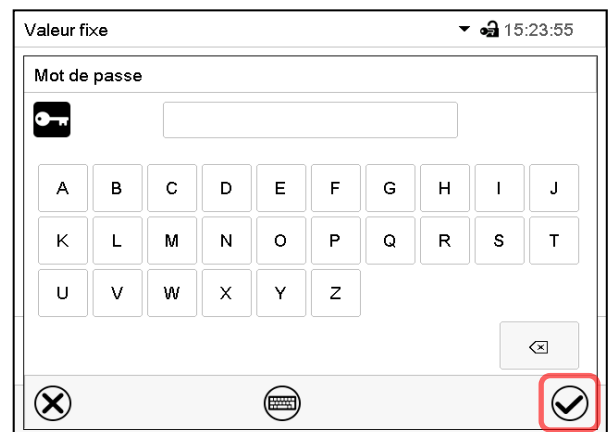 Valeur fixe 15:23:55
Mot de passe
A B C D E F G H I J
K L M N O P Q R S T
U V W X Y Z